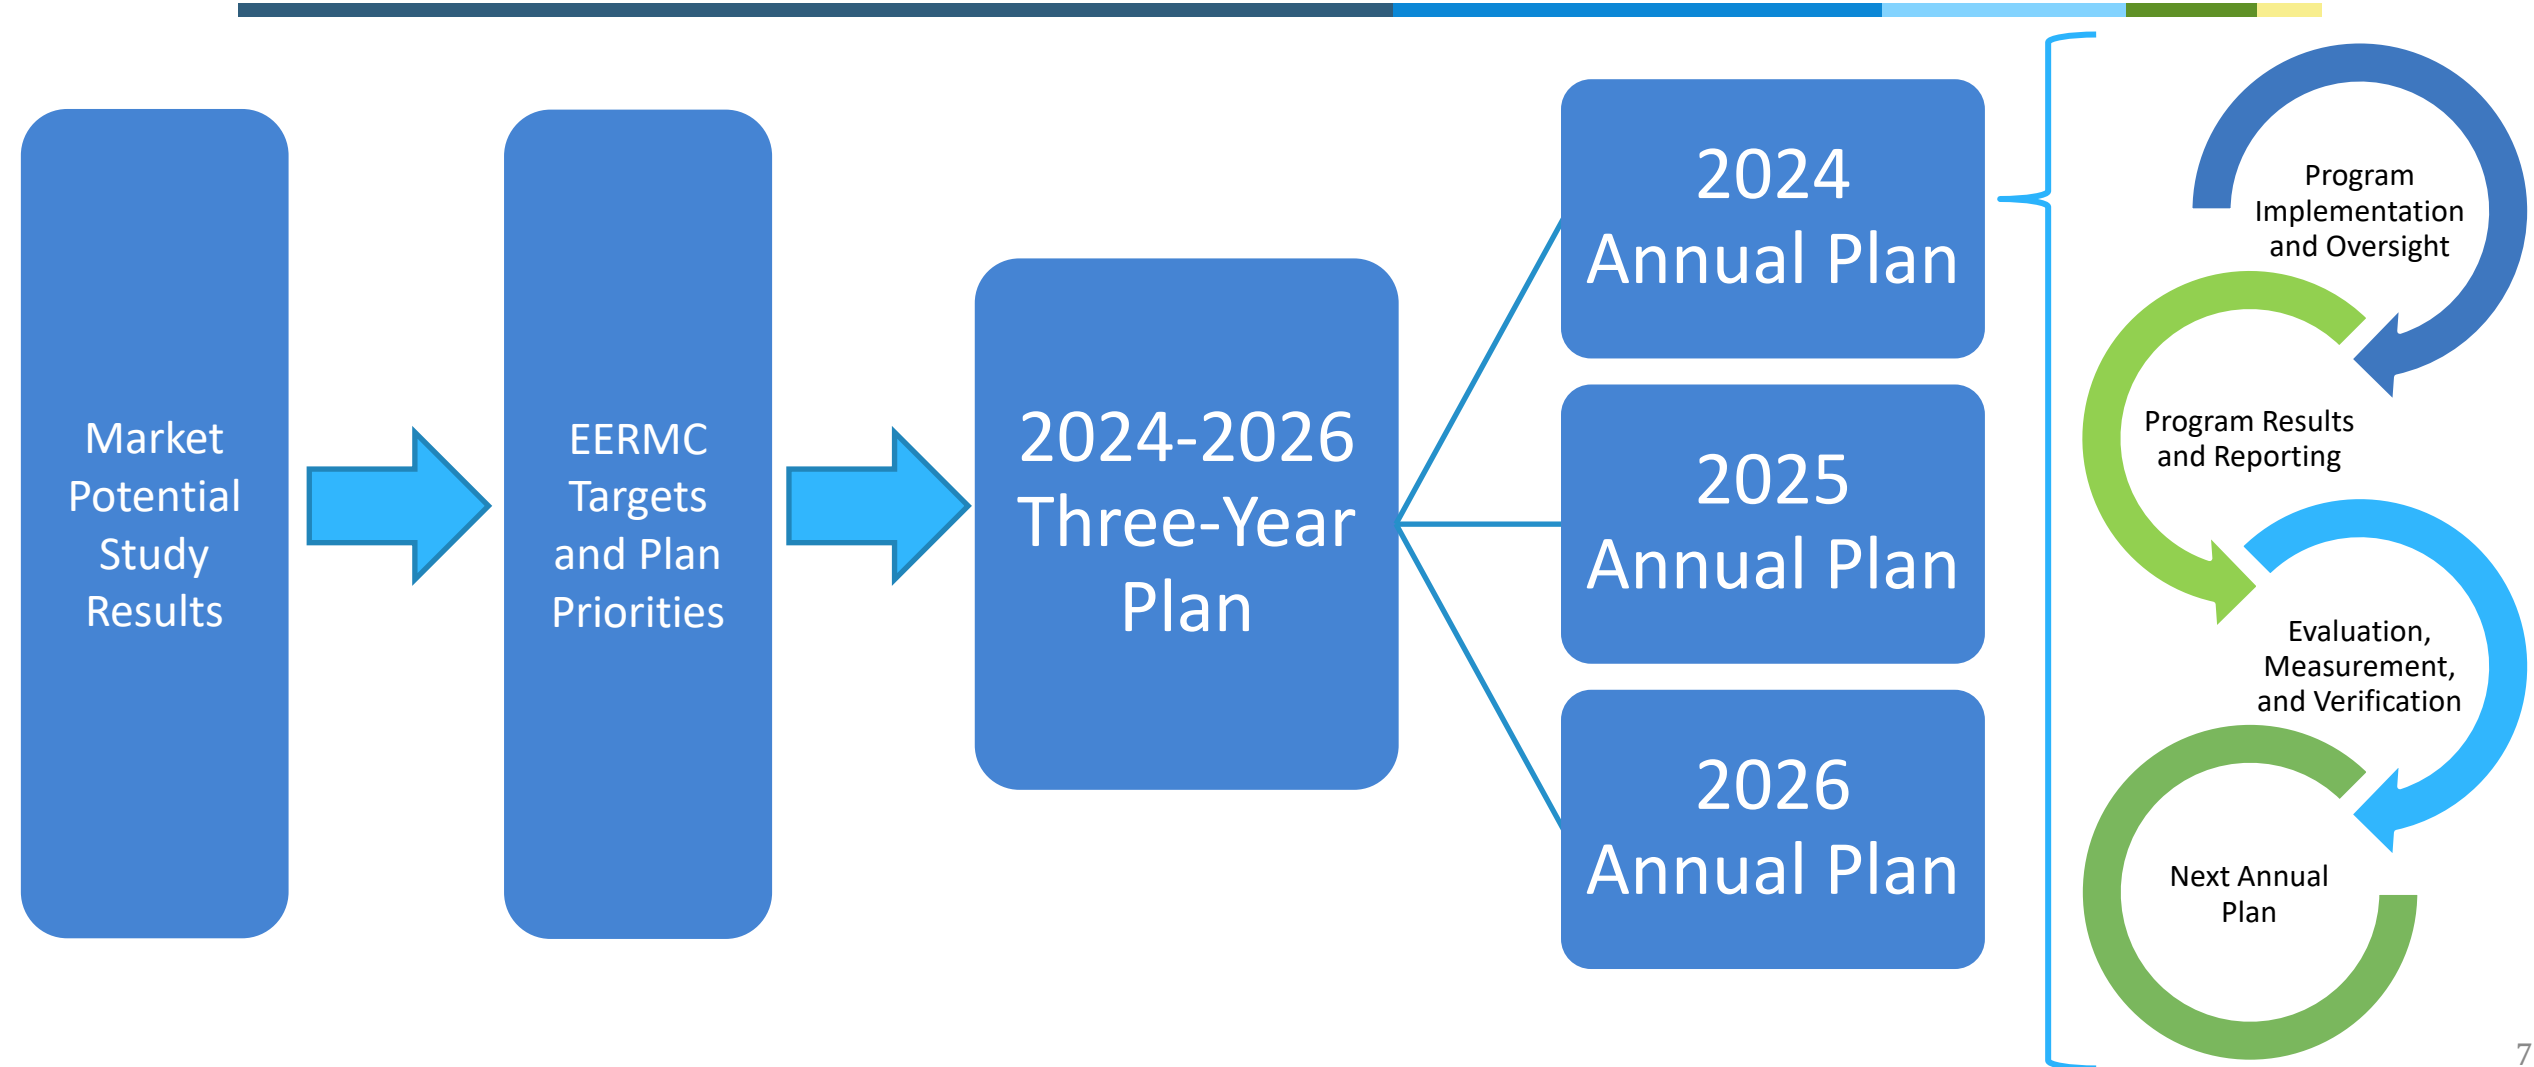 Market
Potential
Study
Results
EERMC
Targets
and Plan
Priorities
2024-2026
Three-Year
Plan
2024
Annual Plan
2025
Annual Plan
2026
Annual Plan
Program
Implementation
and Oversight
Program Results
and Reporting
Evaluation,
Measurement,
and Verification
Next Annual
Plan
7